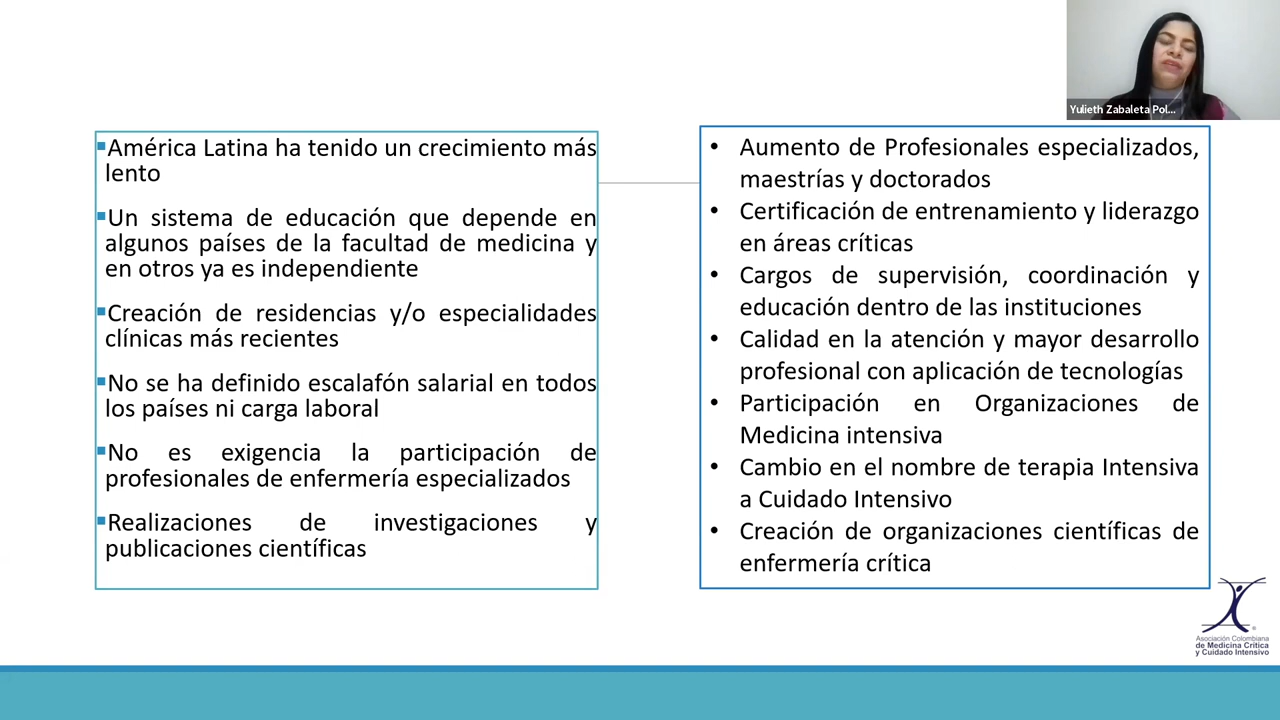 Yulieth Zabaleta Pol...
▪América Latina ha tenido un crecimiento más
lento
▪Un sistema de educación que depende en
algunos países de la facultad de medicina y
en otros ya es independiente
▪Creación de residencias y/o especialidades
clínicas más recientes
▪No se ha definido escalafón salarial en todos
los países ni carga laboral
▪No es exigencia la participación de
profesionales de enfermería especializados
▪Realizaciones de investigaciones y
publicaciones científicas
• Aumento de Profesionales especializados,
maestrías y doctorados
• Certificación de entrenamiento y liderazgo
en áreas críticas
• Cargos de supervisión, coordinación y
educación dentro de las instituciones
• Calidad en la atención y mayor desarrollo
profesional con aplicación de tecnologías
• Participación en Organizaciones de
Medicina intensiva
• Cambio en el nombre de terapia Intensiva
a Cuidado Intensivo
• Creación de organizaciones científicas de
enfermería crítica
Asociación Colombiana
de Medicina Crítica
y Cuidado Intensivo